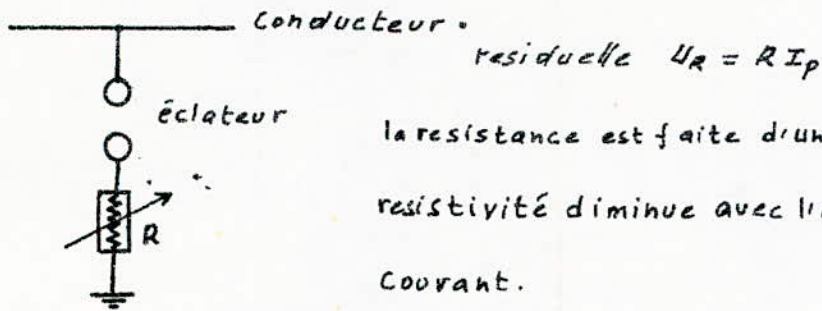 conducteur.
residuelle U_R = R I_P
éclateur
la resistance est faite d'un
resistivité diminue avec l'i
R
courant.